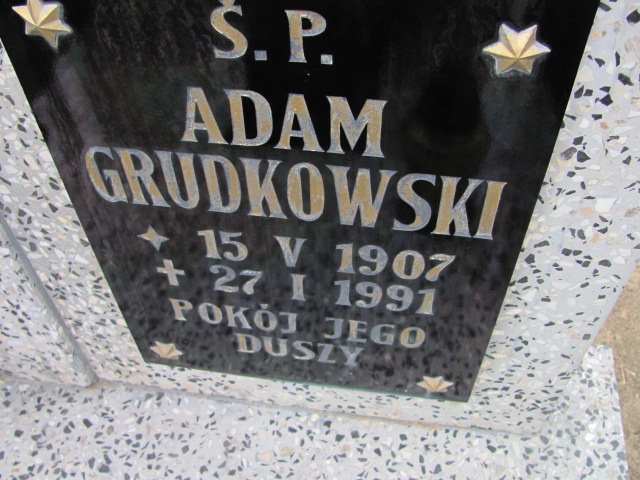 Ś. P.
ADAM
GRUDKOWSKI
15 V 1907
+ 27 I 1991
POKÓJ JEGO
DUSZY